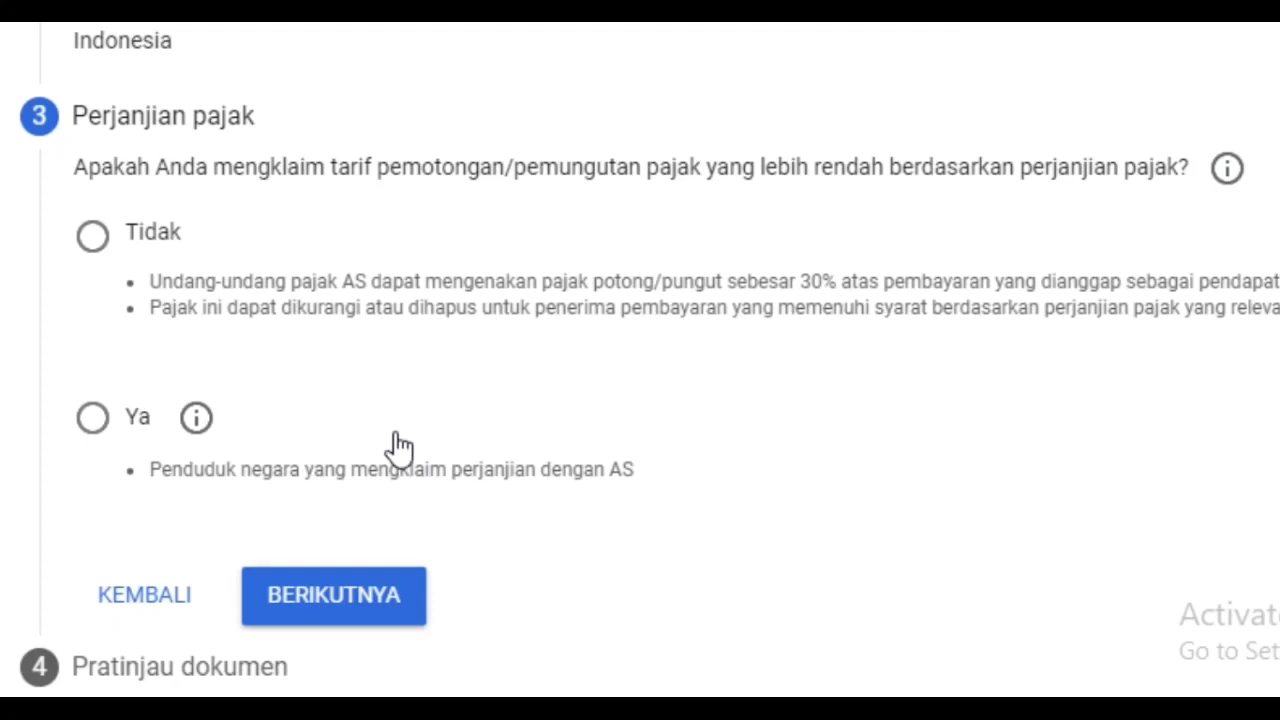 Indonesia
3 Perjanjian pajak
Apakah Anda mengklaim tarif pemotongan/pemungutan pajak yang lebih rendah berdasarkan perjanjian pajak?
Tidak
• Undang-undang pajak AS dapat mengenakan pajak potong/pungut sebesar 30% atas pembayaran yang dianggap sebagai pendapat
• Pajak ini dapat dikurangi atau dihapus untuk penerima pembayaran yang memenuhi syarat berdasarkan perjanjian pajak yang releva
Ya
• Penduduk negara yang mengklaim perjanjian dengan AS
KEMBALI BERIKUTNYA
Activat
Go to Set
4 Pratinjau dokumen